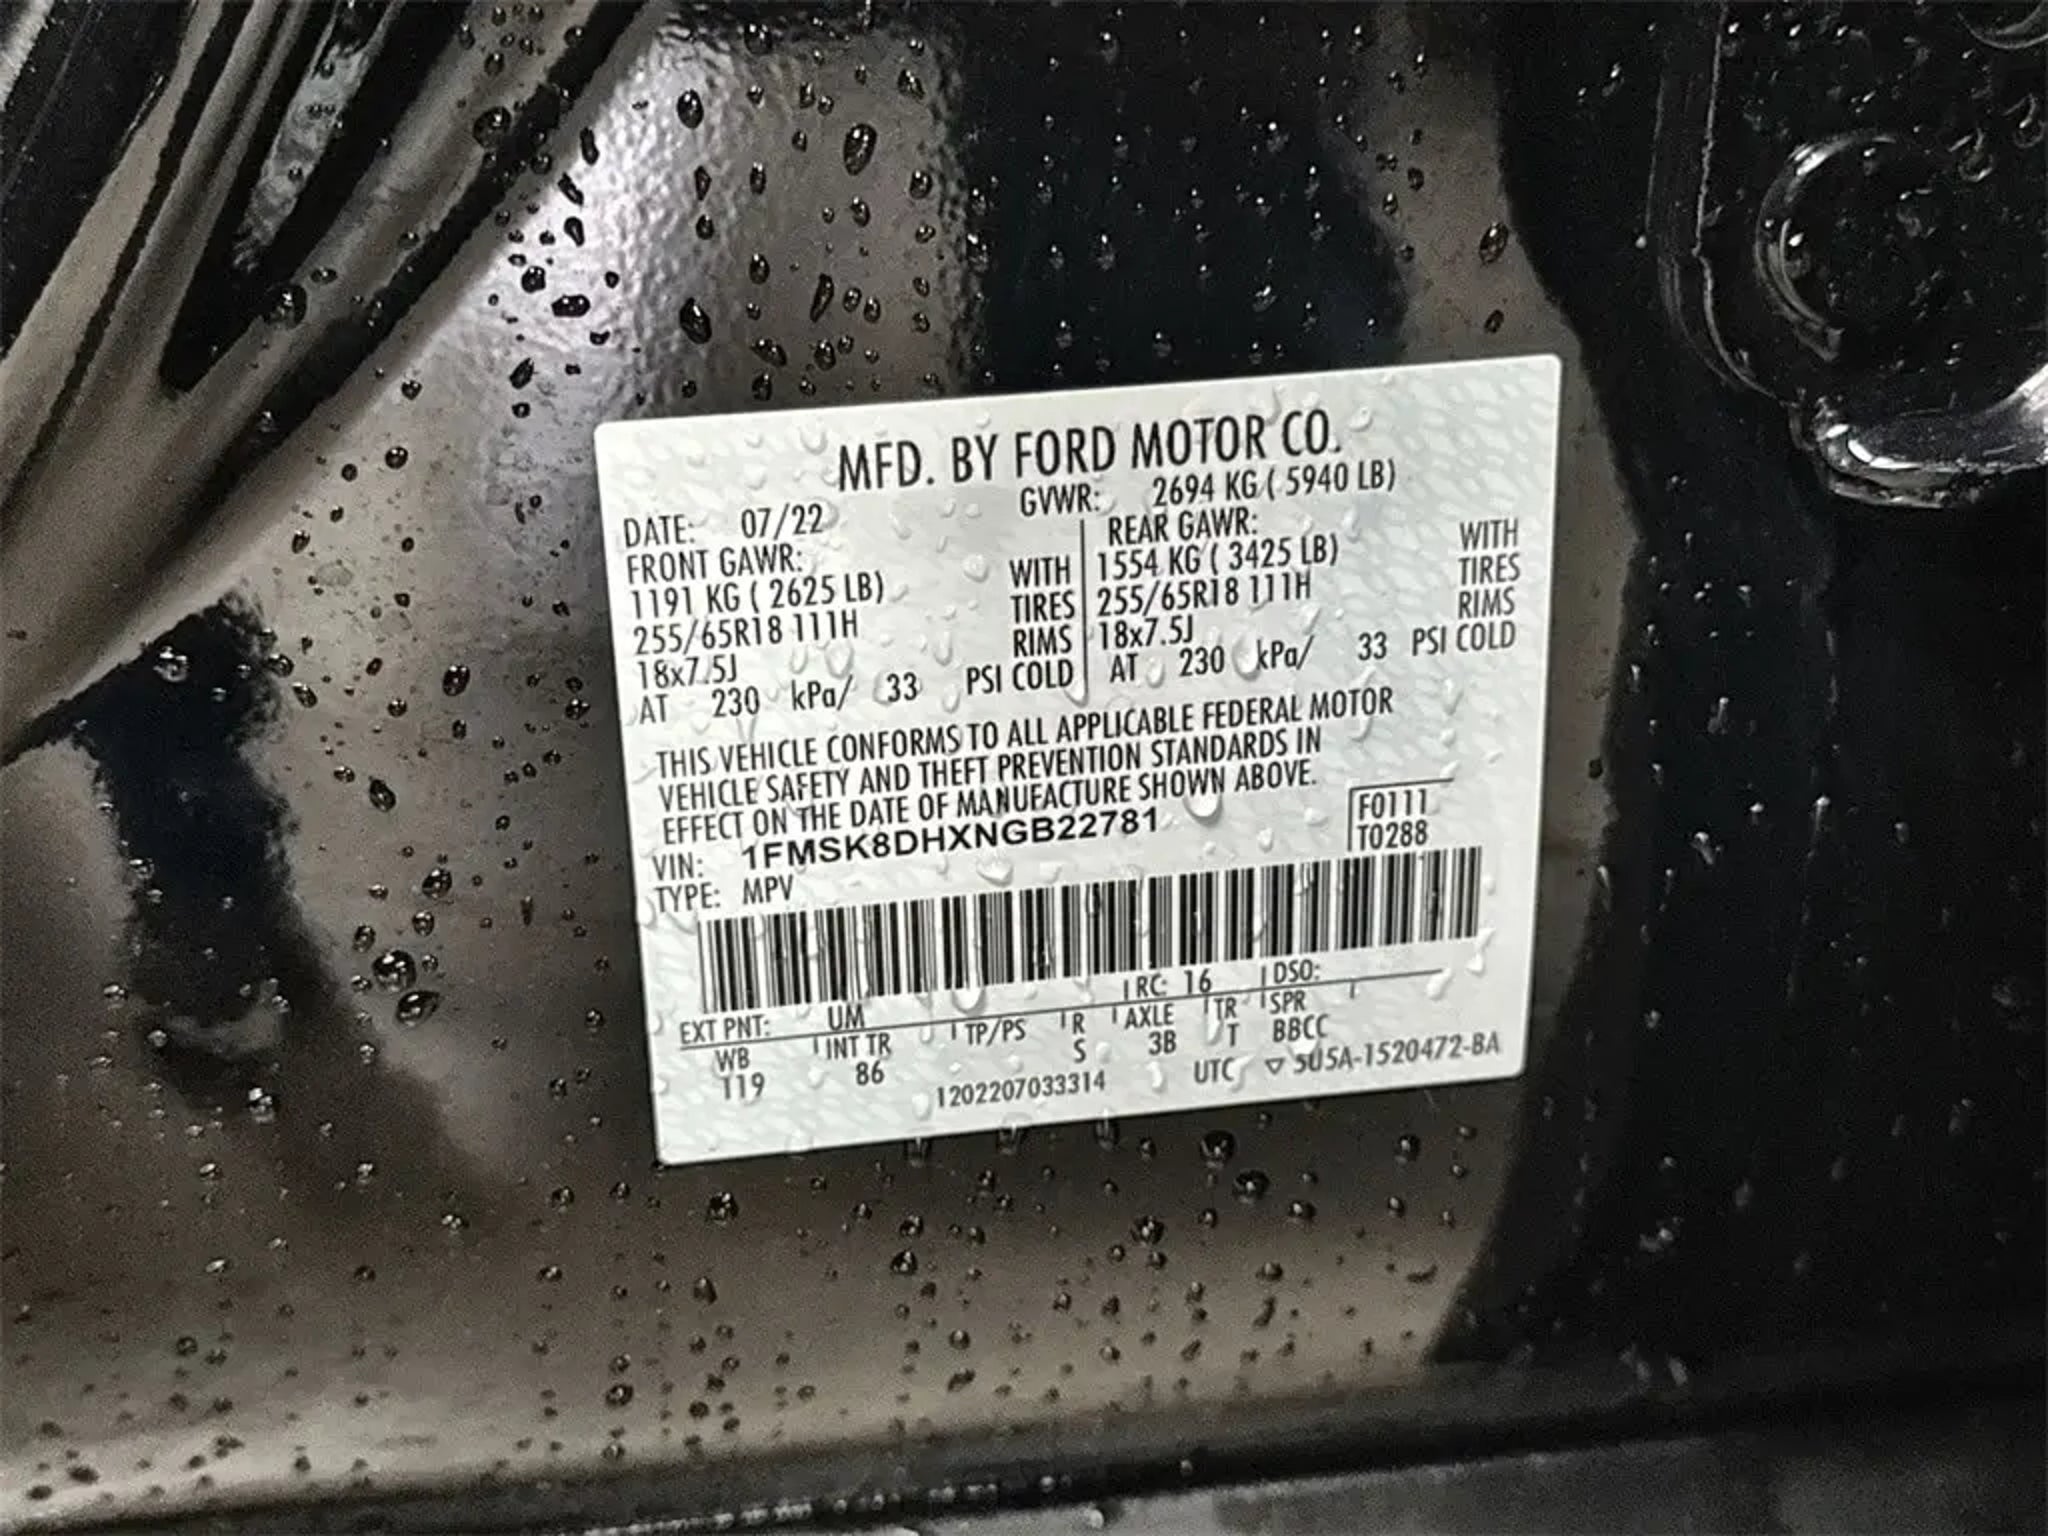 MFD. BY FORD MOTOR CO.
DATE: 07/22 GVWR: 2694 KG ( 5940 LB)
FRONT GAWR: REAR GAWR:
1191 KG ( 2625 LB) WITH 1554 KG ( 3425 LB) WITH
255/65R18 111H TIRES 255/65R18 111H TIRES
18x7.5J RIMS 18x7.5J RIMS
AT 230 kPa/ 33 PSI COLD AT 230 kPa/ 33 PSI COLD
THIS VEHICLE CONFORMS TO ALL APPLICABLE FEDERAL MOTOR
VEHICLE SAFETY AND THEFT PREVENTION STANDARDS IN
EFFECT ON THE DATE OF MANUFACTURE SHOWN ABOVE.
VIN: 1FMSK8DHXNGB22781 F0111
TYPE: MPV T0288
EXT PNT: UM RC: 16 DSO:
WB INT TR TP/PS R AXLE TR SPR
119 86 S 3B T BBCC
1202207033314 UTC ▽ 5U5A-1520472-BA